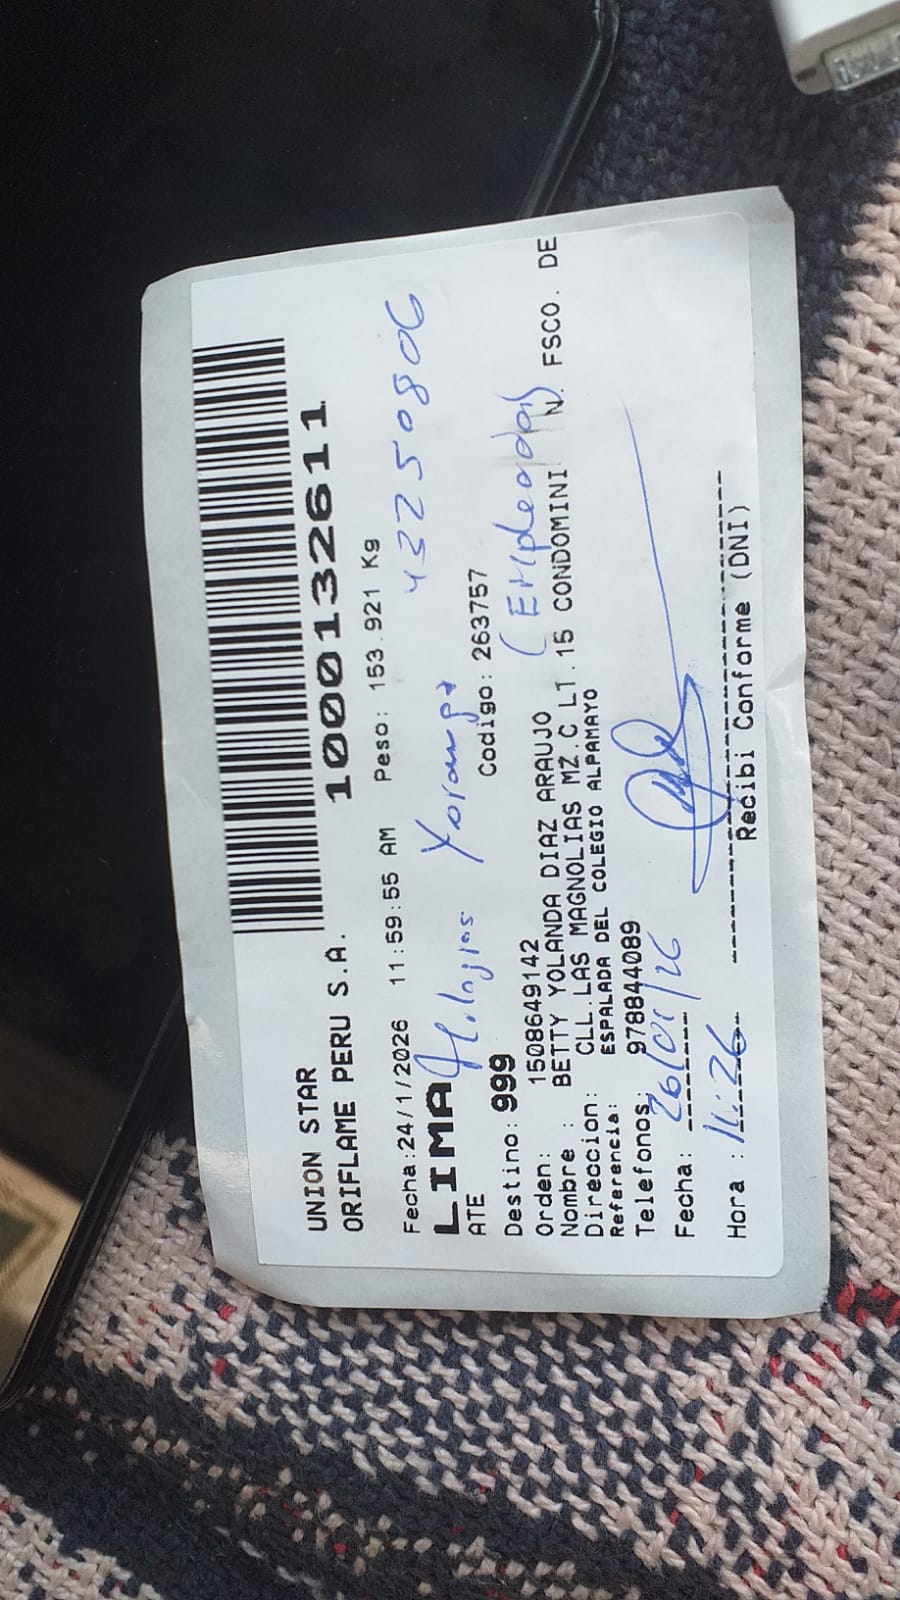 UNION STAR
ORIFLAME PERU S.A. 1000132611
Fecha:24/1/2026 11:59:55 AM Peso: 153.921 Kg
LIMA Milagros 43250806
ATE
Destino: 999 Codigo: 263757
Orden: 1508649142 (Empleada)
Nombre : BETTY YOLANDA DIAZ ARAUJO
Direccion: CLL.LAS MAGNOLIAS MZ.C LT.15 CONDOMINI N. FSCO. DE
Referencia: ESPALADA DEL COLEGIO ALPAMAYO
Telefonos: 978844089
Fecha: 26/01/26
Hora : 11:26
Recibi Conforme (DNI)